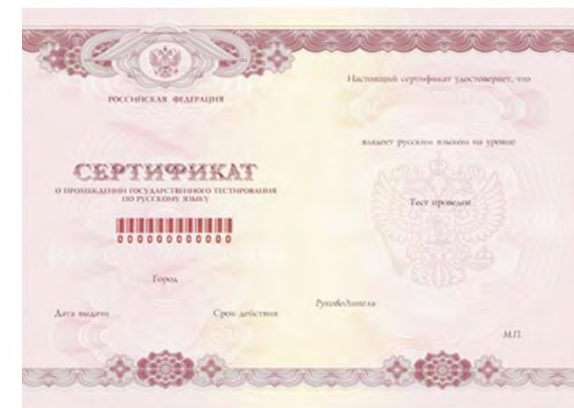 РОССИЙСКАЯ ФЕДЕРАЦИЯ
СЕРТИФИКАТ
О ПРОХОЖДЕНИИ ГОСУДАРСТВЕННОГО ТЕСТИРОВАНИЯ
ПО РУССКОМУ ЯЗЫКУ
000000000000
Город
Дата выдачи
Срок действия
Настоящий сертификат удостоверяет, что
владеет русским языком на уровне
Тест проведен
Руководитель
М.П.